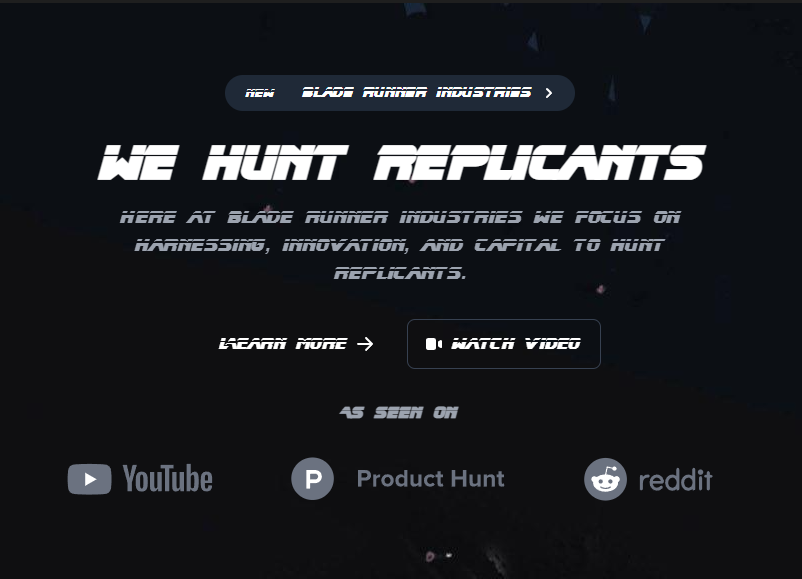 NEW BLADE RUNNER INDUSTRIES
WE HUNT REPLICANTS
HERE AT BLADE RUNNER INDUSTRIES WE FOCUS ON
HARNESSING, INNOVATION, AND CAPITAL TO HUNT
REPLICANTS.
LEARN MORE
WATCH VIDEO
AS SEEN ON
YouTube
Product Hunt
reddit